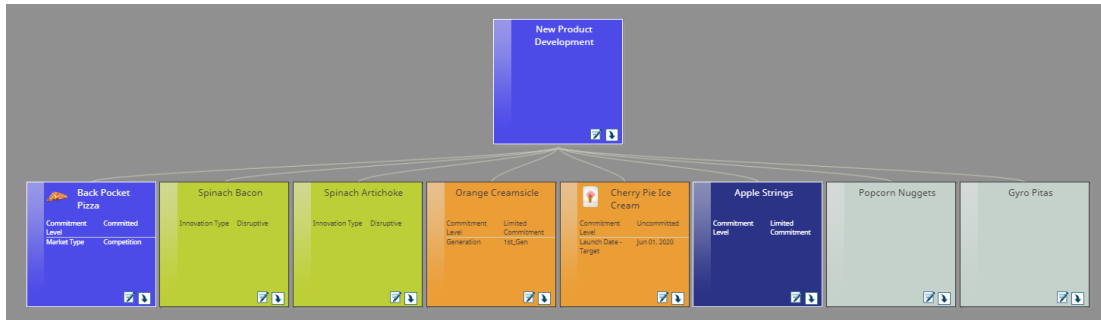 New Product
Development
Back Pocket
Pizza
Commitment Level Committed
Market Type Competition
Spinach Bacon
Innovation Type Disruptive
Spinach Artichoke
Innovation Type Disruptive
Orange Creamsicle
Commitment Level Limited Commitment
Generation 1st_Gen
Cherry Pie Ice
Cream
Commitment Level Uncommitted
Launch Date - Target Jun 01, 2020
Apple Strings
Commitment Level Limited Commitment
Popcorn Nuggets
Gyro Pitas